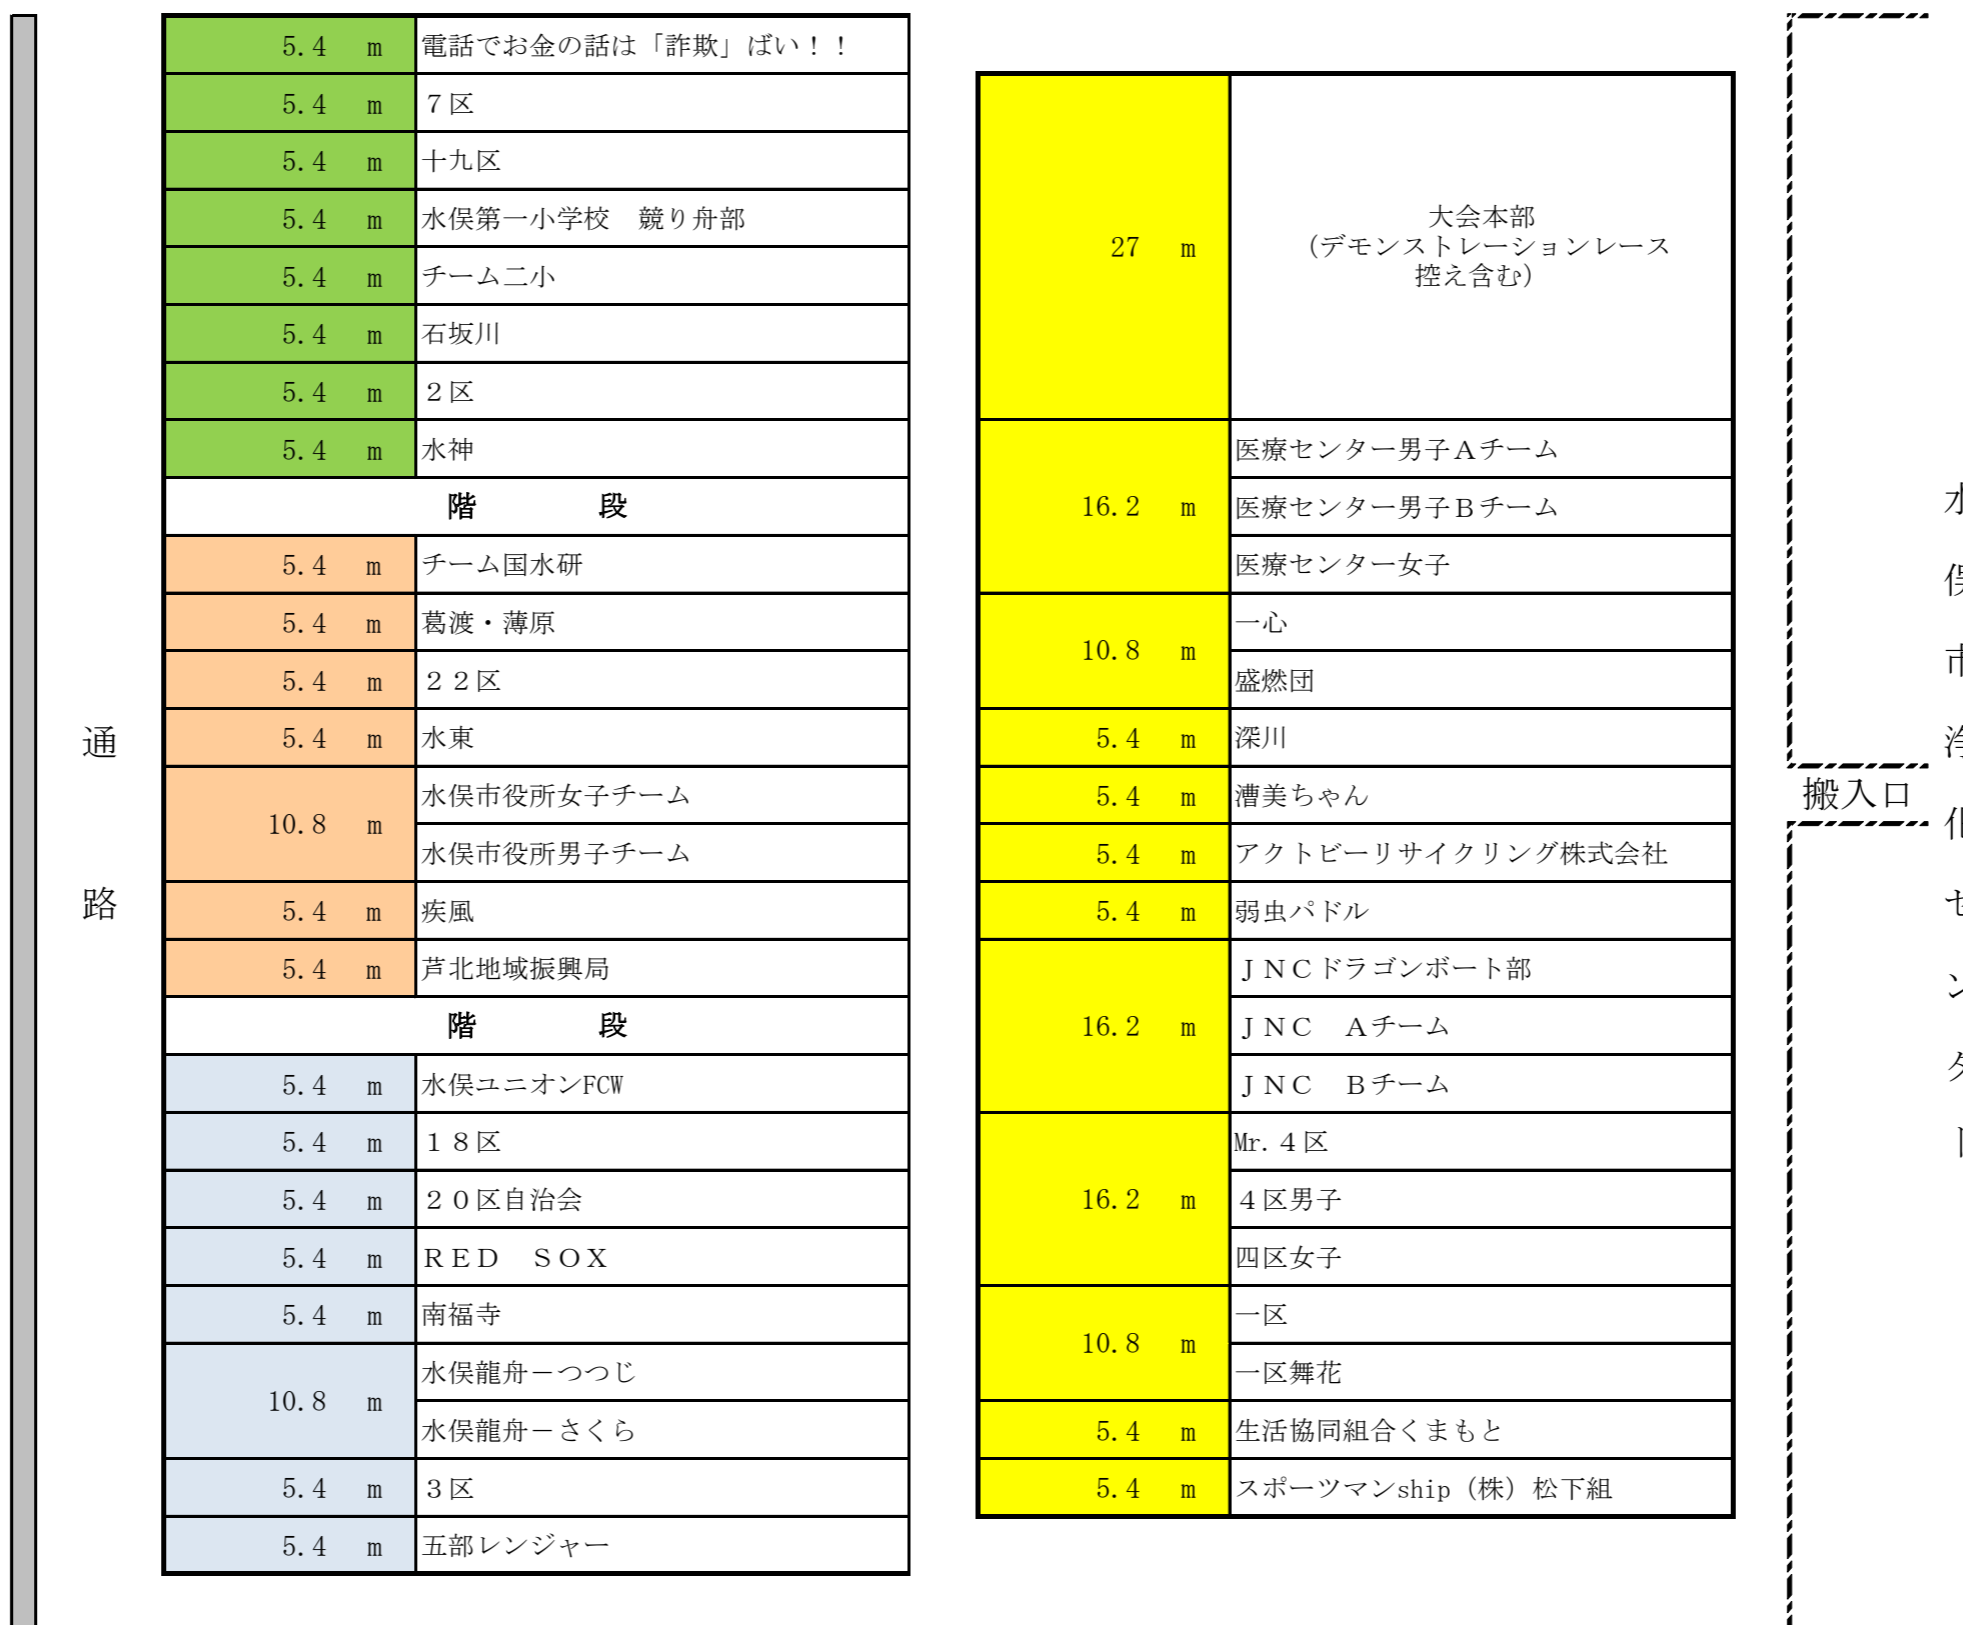 通
路
5.4 m 電話でお金の話は「詐欺」ばい！！
5.4 m ７区
5.4 m 十九区
5.4 m 水俣第一小学校　競り舟部
5.4 m チーム二小
5.4 m 石坂川
5.4 m ２区
5.4 m 水神
階　段
5.4 m チーム国水研
5.4 m 葛渡・薄原
5.4 m ２２区
5.4 m 水東
10.8 m
水俣市役所女子チーム
水俣市役所男子チーム
5.4 m 疾風
5.4 m 芦北地域振興局
階　段
5.4 m 水俣ユニオンFCW
5.4 m １８区
5.4 m ２０区自治会
5.4 m ＲＥＤ　ＳＯＸ
5.4 m 南福寺
10.8 m
水俣龍舟－つつじ
水俣龍舟－さくら
5.4 m ３区
5.4 m 五部レンジャー
27 m
大会本部
（デモンストレーションレース
控え含む）
16.2 m
医療センター男子Ａチーム
医療センター男子Ｂチーム
医療センター女子
10.8 m
一心
盛燃団
5.4 m 深川
5.4 m 漕美ちゃん
5.4 m アクトビーリサイクリング株式会社
5.4 m 弱虫パドル
16.2 m
ＪＮＣドラゴンボート部
ＪＮＣ　Ａチーム
ＪＮＣ　Ｂチーム
16.2 m
Mr.４区
４区男子
四区女子
10.8 m
一区
一区舞花
5.4 m 生活協同組合くまもと
5.4 m スポーツマンship（株）松下組
搬入口